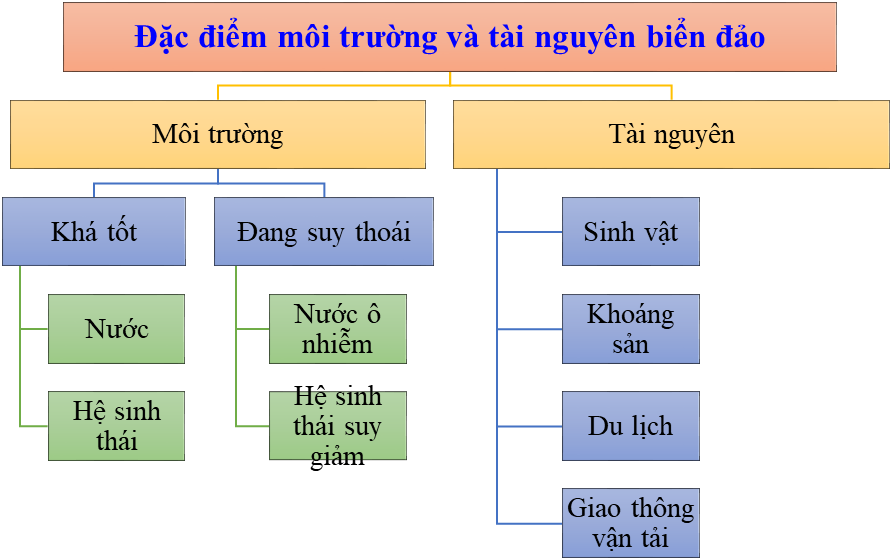 Đặc điểm môi trường và tài nguyên biển đảo
Môi trường
Tài nguyên
Khá tốt
Đang suy thoái
Sinh vật
Nước
Nước ô
nhiễm
Khoáng
sản
Hệ sinh
thái
Hệ sinh
thái suy
giảm
Du lịch
Giao thông
vận tải